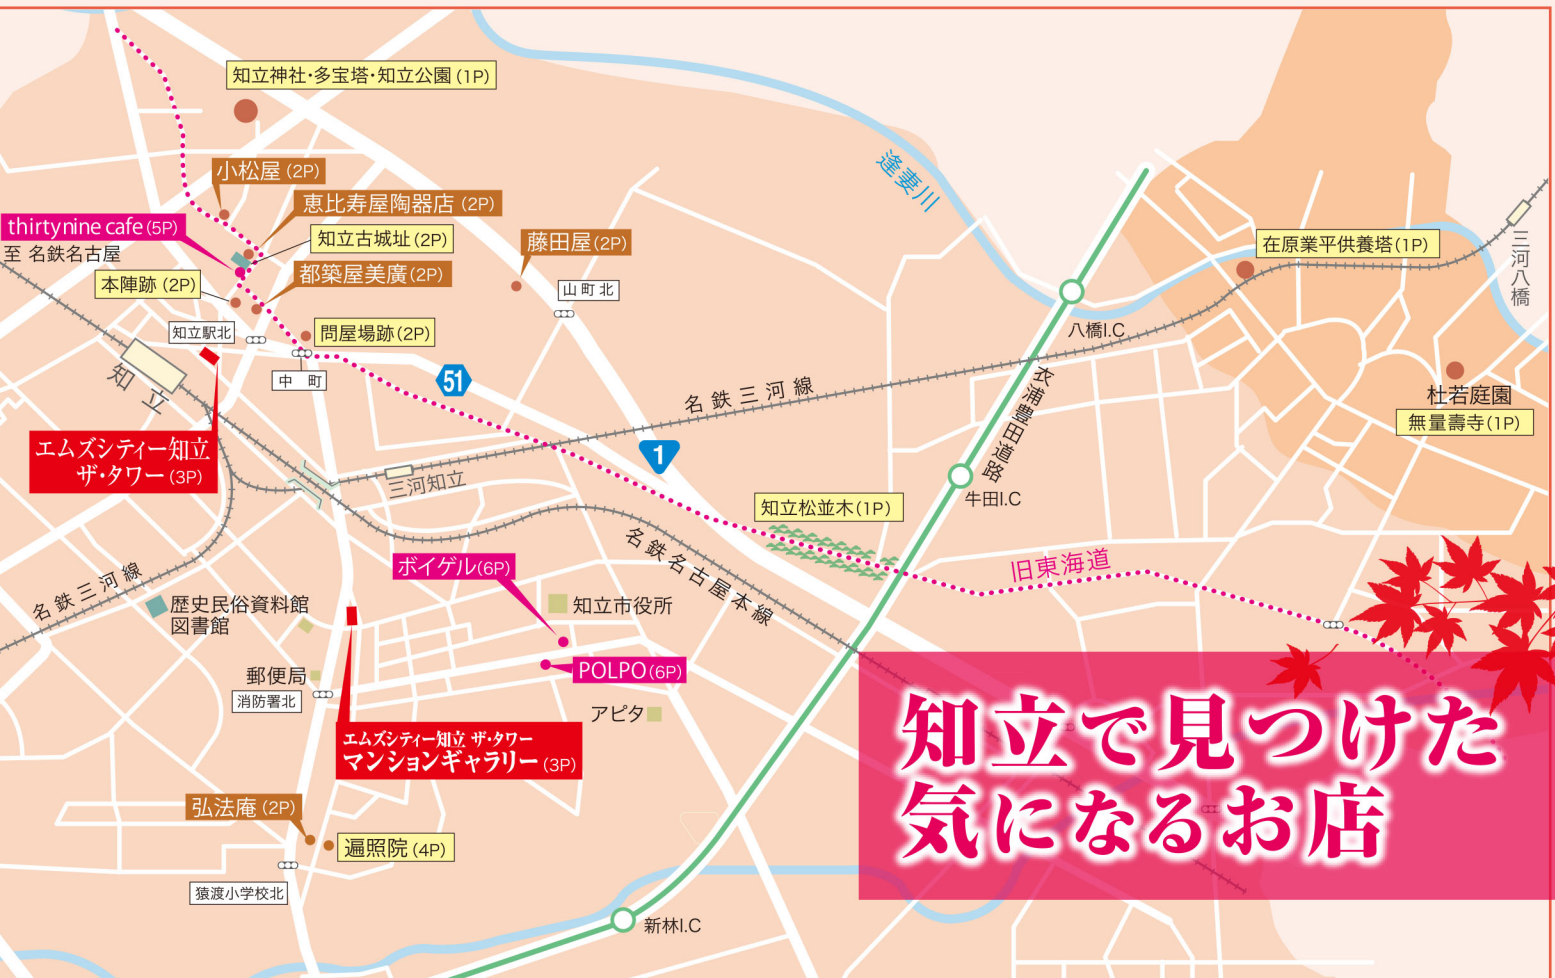 知立神社・多宝塔・知立公園(1P)
小松屋(2P)
恵比寿屋陶器店(2P)
thirtynine cafe(5P)
知立古城址(2P)
至 名鉄名古屋
都築屋美廣(2P)
本陣跡(2P)
藤田屋(2P)
山町北
知立駅北
問屋場跡(2P)
中 町
知立
51
エムズシティー知立
ザ・タワー(3P)
名鉄三河線
三河知立
1
逢妻川
在原業平供養塔(1P)
三河八橋
八橋I.C
衣浦豊田道路
杜若庭園
無量壽寺(1P)
牛田I.C
知立松並木(1P)
旧東海道
名鉄名古屋本線
名鉄三河線
ボイゲル(6P)
歴史民俗資料館
図書館
知立市役所
郵便局
POLPO(6P)
消防署北
アピタ
エムズシティー知立 ザ・タワー
マンションギャラリー(3P)
弘法庵(2P)
遍照院(4P)
猿渡小学校北
新林I.C
知立で見つけた
気になるお店